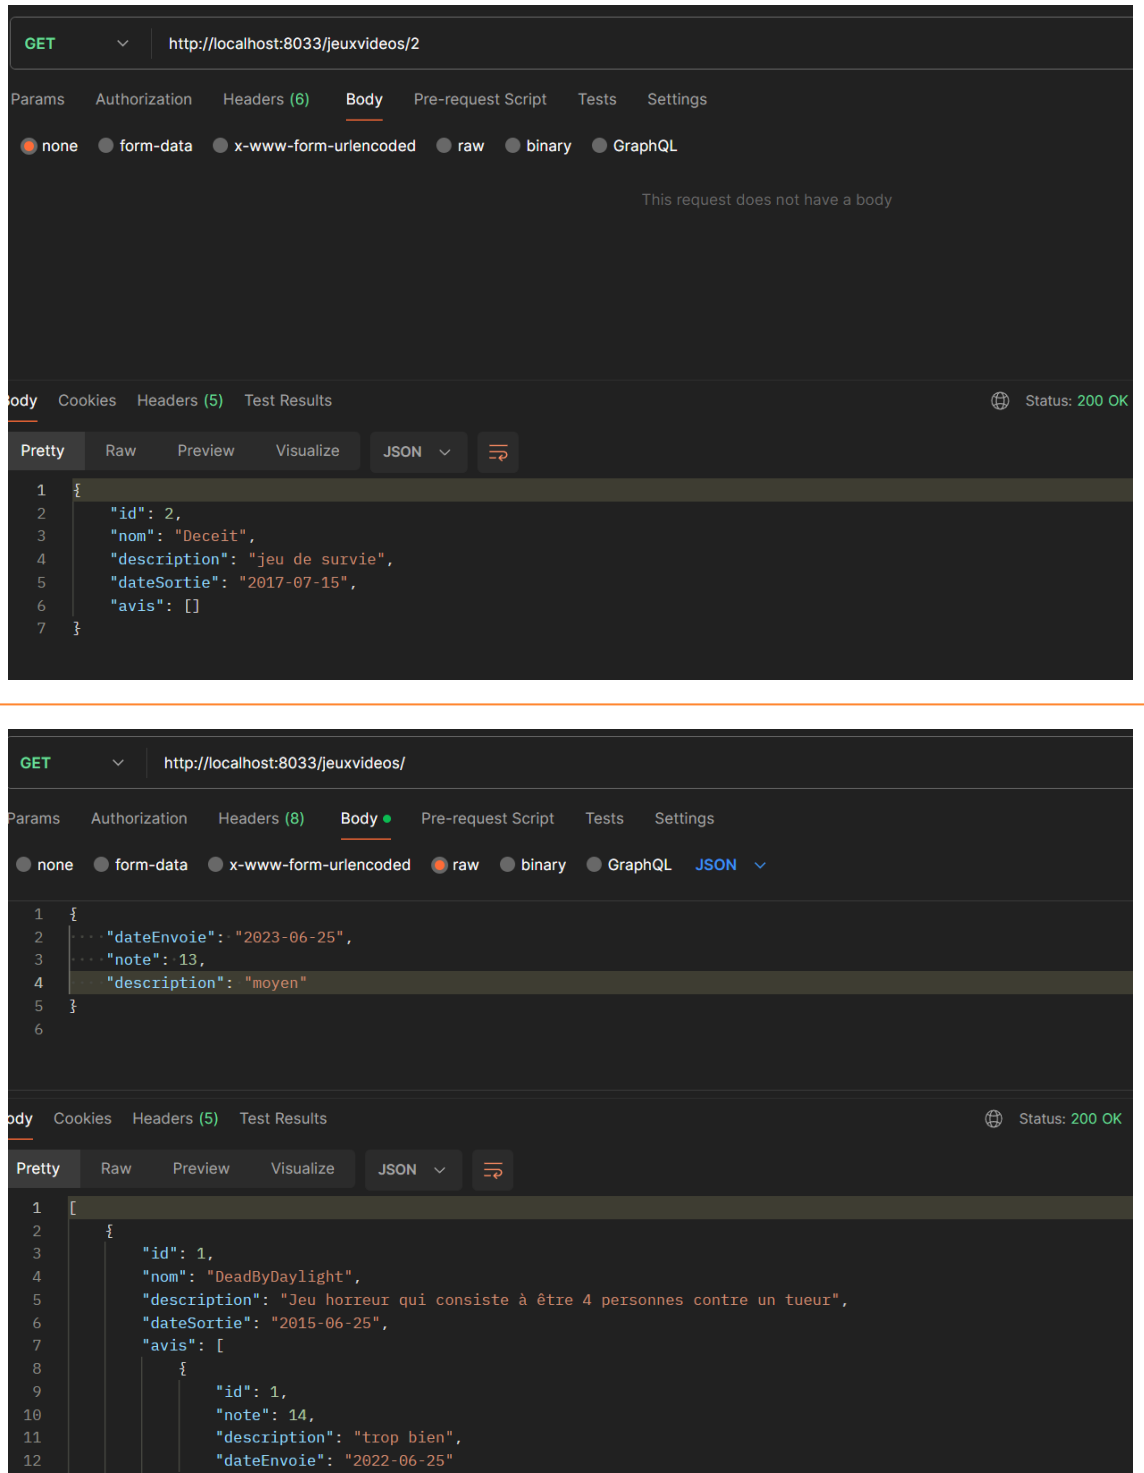 GET http://localhost:8033/jeuxvideos/2
Params Authorization Headers (6) Body Pre-request Script Tests Settings
none form-data x-www-form-urlencoded raw binary GraphQL
This request does not have a body
Body Cookies Headers (5) Test Results Status: 200 OK
Pretty Raw Preview Visualize JSON
1 {
2 "id": 2,
3 "nom": "Deceit",
4 "description": "jeu de survie",
5 "dateSortie": "2017-07-15",
6 "avis": []
7 }
GET http://localhost:8033/jeuxvideos/
Params Authorization Headers (8) Body Pre-request Script Tests Settings
none form-data x-www-form-urlencoded raw binary GraphQL JSON
1 {
2 "dateEnvoie": "2023-06-25",
3 "note": 13,
4 "description": "moyen"
5 }
6
ody Cookies Headers (5) Test Results Status: 200 OK
Pretty Raw Preview Visualize JSON
1 [
2 {
3 "id": 1,
4 "nom": "DeadByDaylight",
5 "description": "Jeu horreur qui consiste à être 4 personnes contre un tueur",
6 "dateSortie": "2015-06-25",
7 "avis": [
8 {
9 "id": 1,
10 "note": 14,
11 "description": "trop bien",
12 "dateEnvoie": "2022-06-25"